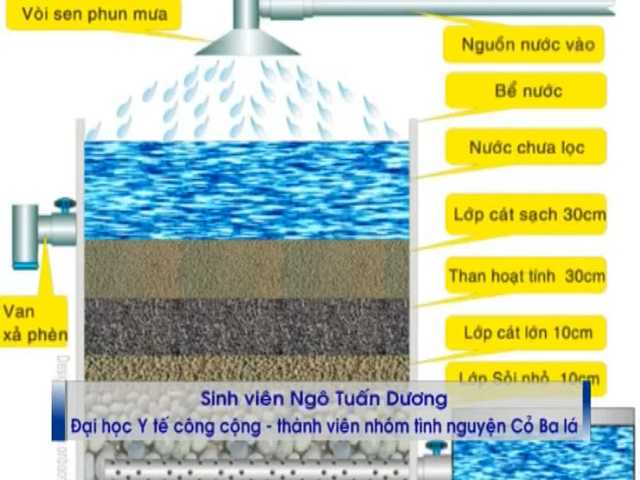 Vòi sen phun mưa
Nguồn nước vào
Bể nước
Nước chưa lọc
Lớp cát sạch 30cm
Than hoạt tính 30cm
Van
xả phèn
Lớp cát lớn 10cm
Lớp Sỏi nhỏ 10cm
Sinh viên Ngô Tuấn Dương
Đại học Y tế công cộng - thành viên nhóm tình nguyện Cỏ Ba lá